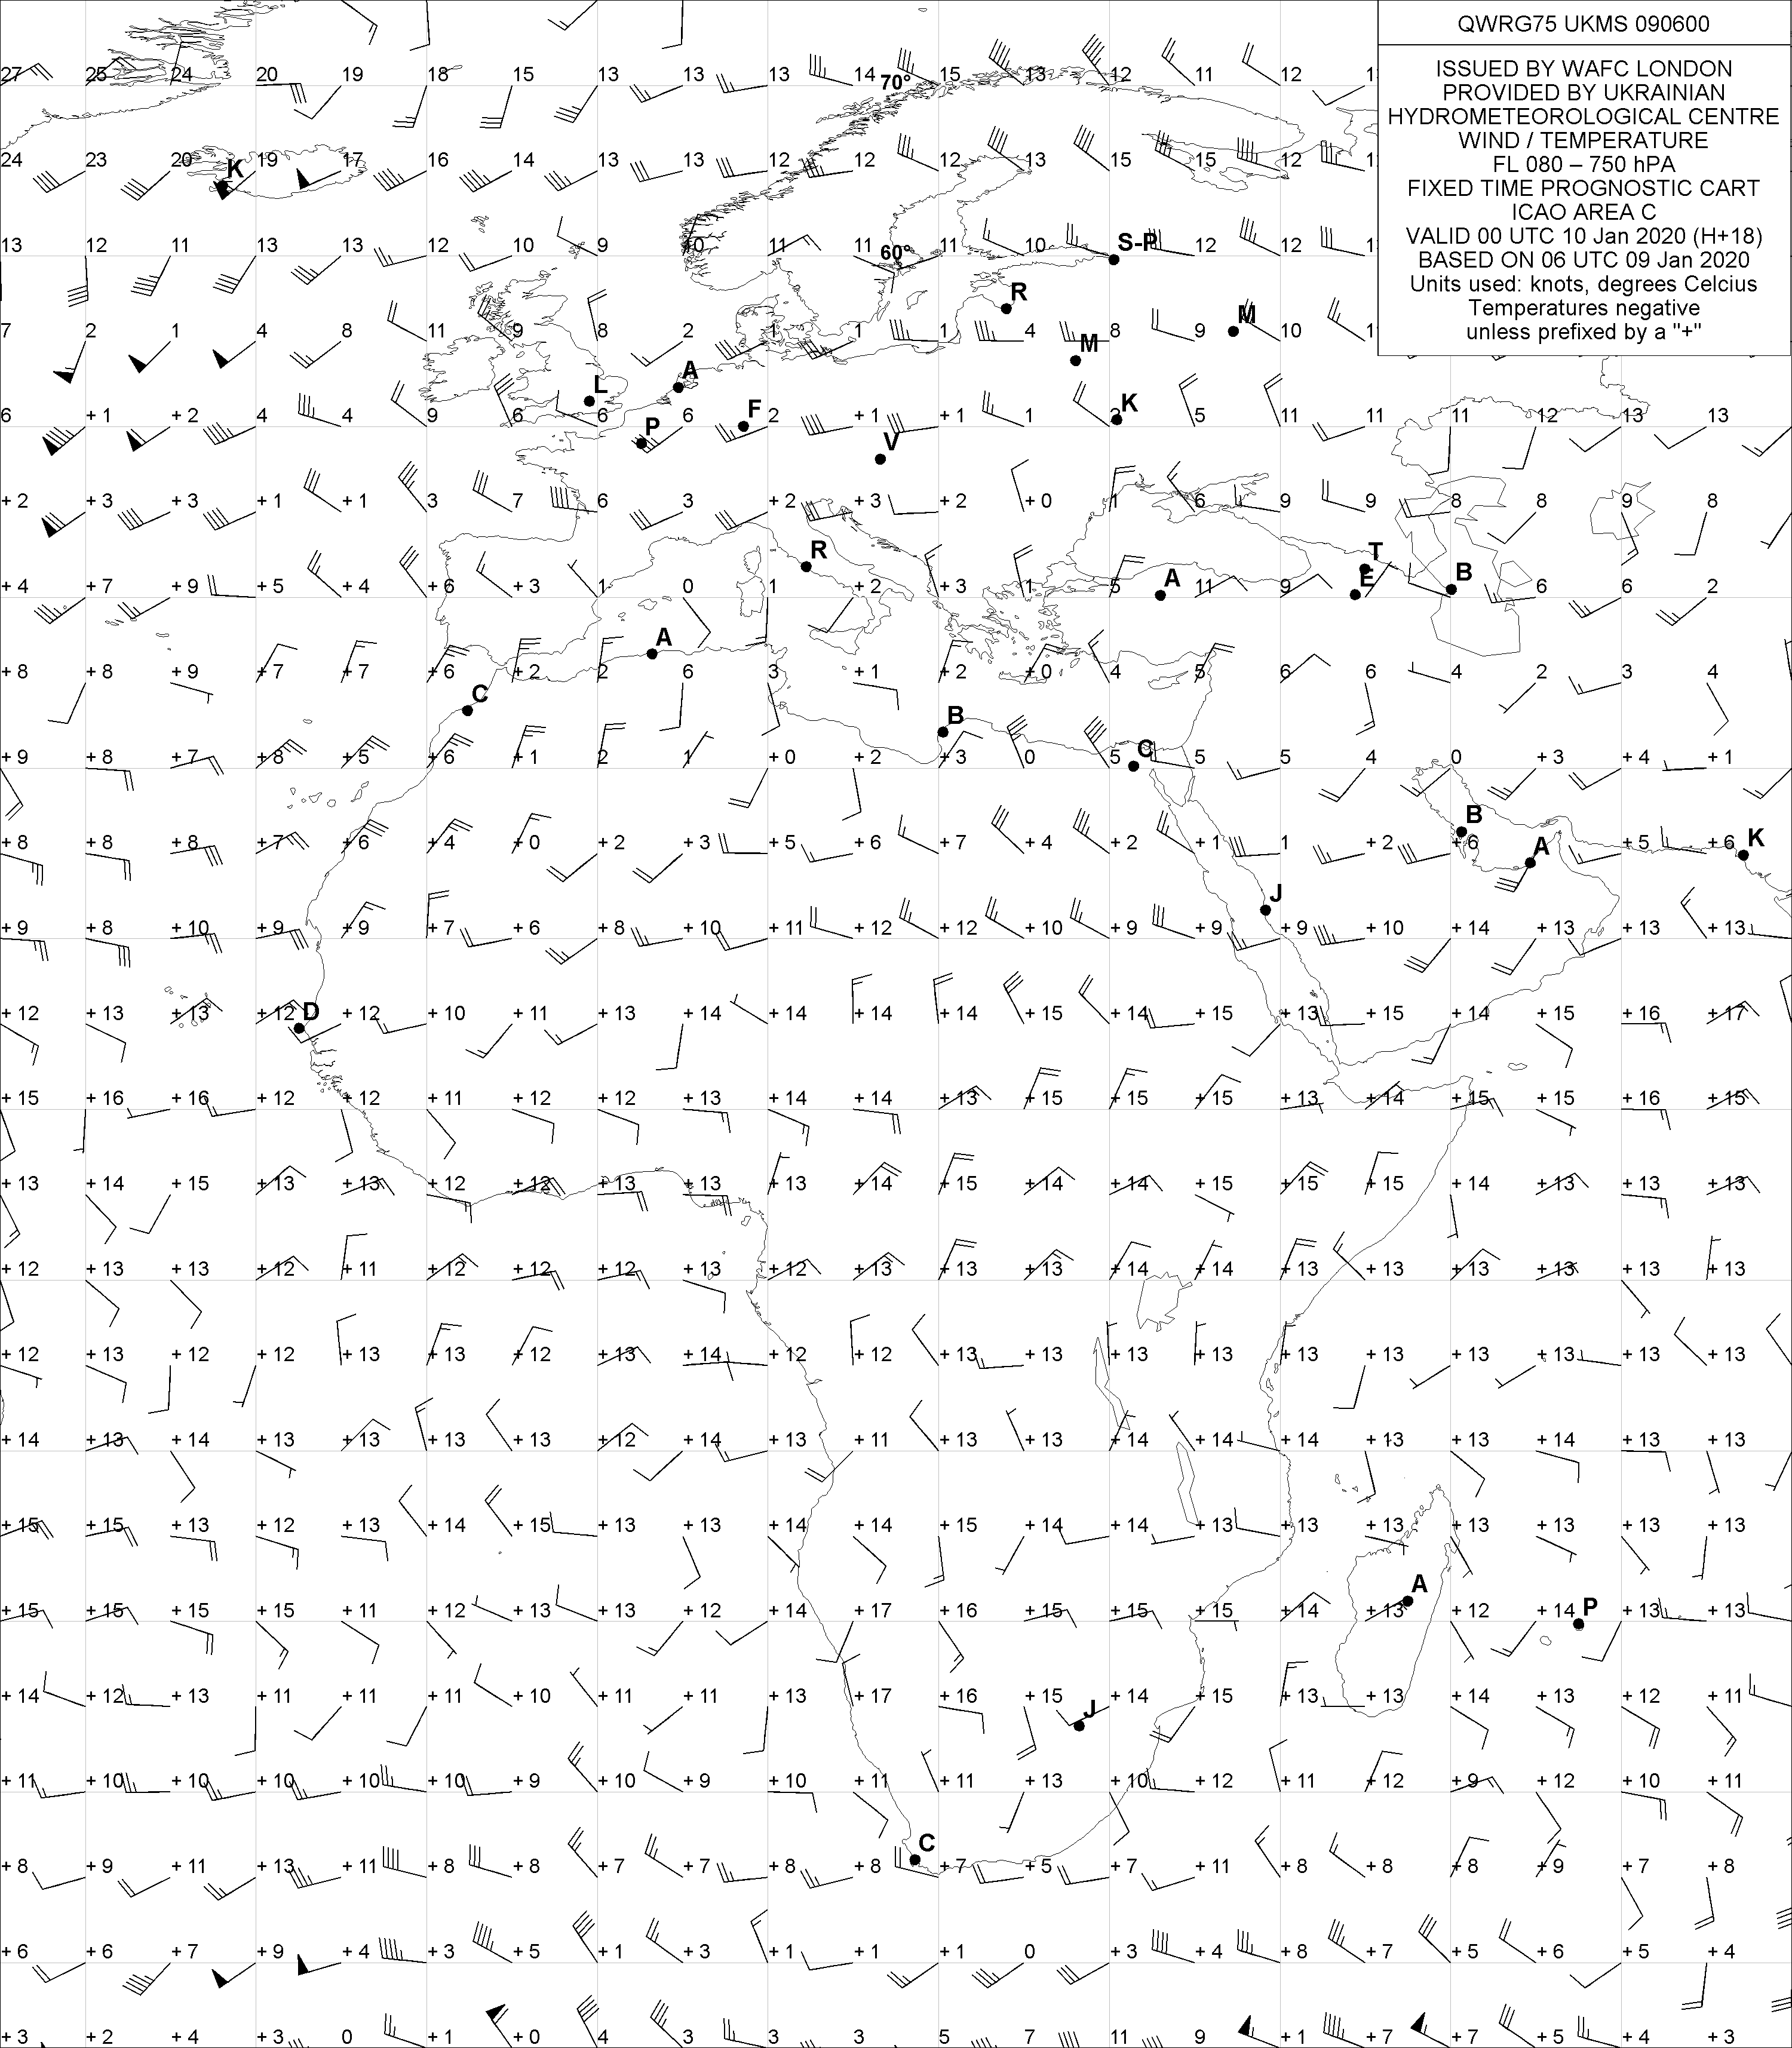 QWRG75 UKMS 090600
ISSUED BY WAFC LONDON
PROVIDED BY UKRAINIAN
HYDROMETEOROLOGICAL CENTRE
WIND / TEMPERATURE
FL 080 – 750 hPA
FIXED TIME PROGNOSTIC CART
ICAO AREA C
VALID 00 UTC 10 Jan 2020 (H+18)
BASED ON 06 UTC 09 Jan 2020
Units used: knots, degrees Celcius
Temperatures negative
unless prefixed by a "+"
27 25 24 20 19 18 15 13 13 13 14 70° 15 13 12 11 12
24 23 20 K 19 17 16 14 13 13 12 12 12 13 15 15 12
13 12 11 13 13 12 10 9 10 11 11 60° 11 10 S-P 12 12
R
7 2 1 4 8 11 9 8 2 1 1 1 4 8 9 M 10
M
A
L
6 +1 +2 4 4 9 6 6 6 F 2 +1 +1 1 K 5 11 11 11 12 13 13
P V
+2 +3 +3 +1 +1 3 7 6 3 +2 +3 +2 +0 1 6 9 9 8 8 9 8
R T
+4 +7 +9 +5 +4 +6 +3 1 0 1 +2 +3 1 5 A 11 9 E B 6 6 2
A
+8 +8 +9 +7 +7 +6 +2 2 6 3 +1 +2 +0 4 5 6 6 4 2 3 4
C
B
+9 +8 +7 +8 +5 +6 +1 2 1 +0 +2 +3 0 5 C 5 5 4 0 +3 +4 +1
B
+8 +8 +8 +7 +6 +4 +0 +2 +3 +5 +6 +7 +4 +2 +1 1 +2 +6 A +5 +6 K
J
+9 +8 +10 +9 +9 +7 +6 +8 +10 +11 +12 +12 +10 +9 +9 +9 +10 +14 +13 +13 +13
+12 +13 +13 +12 D +12 +10 +11 +13 +14 +14 +14 +14 +15 +14 +15 +13 +15 +14 +15 +16 +17
+15 +16 +16 +12 +12 +11 +12 +12 +13 +14 +14 +13 +15 +15 +15 +13 +14 +15 +15 +16 +15
+13 +14 +15 +13 +13 +12 +12 +13 +13 +13 +14 +15 +14 +14 +15 +15 +15 +14 +13 +13 +13
+12 +13 +13 +12 +11 +12 +12 +12 +13 +12 +13 +13 +13 +14 +14 +13 +13 +13 +13 +13 +13
+12 +13 +12 +12 +13 +13 +12 +13 +14 +12 +12 +13 +13 +13 +13 +13 +13 +13 +13 +13 +13
+14 +13 +14 +13 +13 +13 +13 +12 +14 +13 +11 +13 +13 +14 +14 +14 +13 +13 +14 +13 +13
+15 +15 +13 +12 +13 +14 +15 +13 +13 +14 +14 +15 +14 +14 +13 +13 +13 +13 +13 +13 +13
A
+15 +15 +15 +15 +11 +12 +13 +13 +12 +14 +17 +16 +15 +15 +15 +14 +13 +12 +14 P +13 +13
+14 +12 +13 +11 +11 +11 +10 +11 +11 +13 +17 +16 +15 J +14 +15 +13 +13 +14 +13 +12 +11
+11 +10 +10 +10 +10 +10 +9 +10 +9 +10 +11 +11 +13 +10 +12 +11 +12 +9 +12 +10 +11
C
+8 +9 +11 +13 +11 +8 +8 +7 +7 +8 +8 +7 +5 +7 +11 +8 +8 +8 +9 +7 +8
+6 +6 +7 +9 +4 +3 +5 +1 +3 +1 +1 +1 0 +3 +4 +8 +7 +5 +6 +5 +4
+3 +2 +4 +3 0 +1 +0 4 3 3 3 5 7 11 9 +1 +7 +7 +5 +4 +3